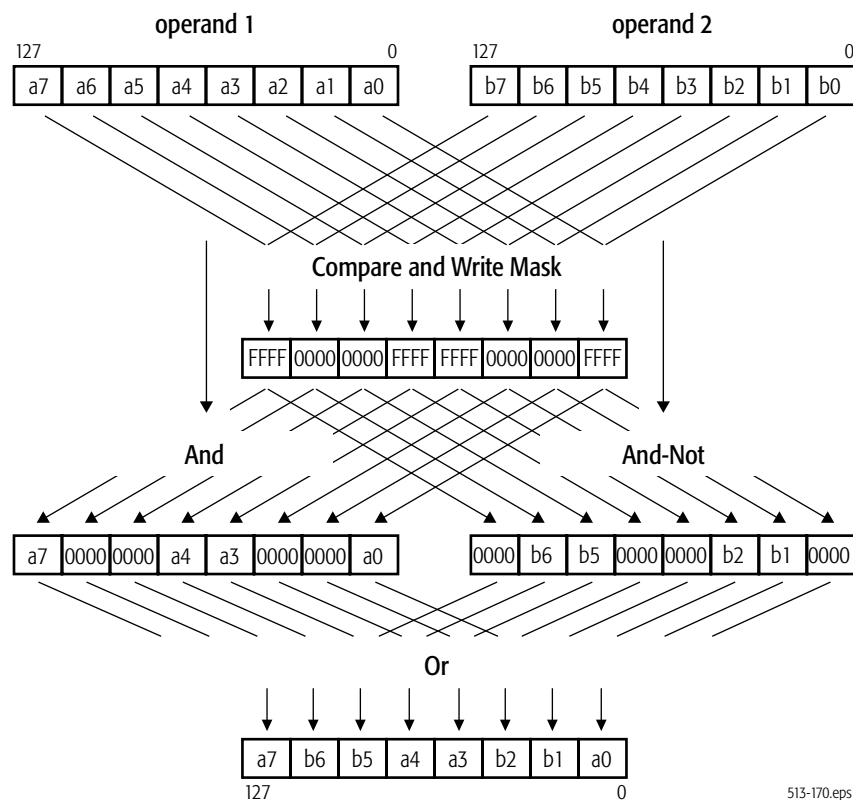 operand 1 operand 2
127 0 127 0
a7 a6 a5 a4 a3 a2 a1 a0 b7 b6 b5 b4 b3 b2 b1 b0
Compare and Write Mask
FFFF 0000 0000 FFFF FFFF 0000 0000 FFFF
And And-Not
a7 0000 0000 a4 a3 0000 0000 a0 0000 b6 b5 0000 0000 b2 b1 0000
Or
a7 b6 b5 a4 a3 b2 b1 a0
127 0
513-170.eps